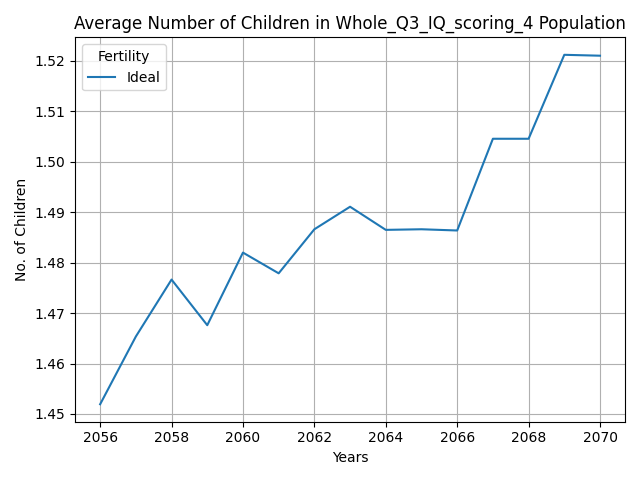 Average Number of Children in Whole_Q3_IQ_scoring_4 Population
Fertility
Ideal
1.52
1.51
1.50
1.49
1.48
1.47
1.46
1.45
No. of Children
2056 2058 2060 2062 2064 2066 2068 2070
Years